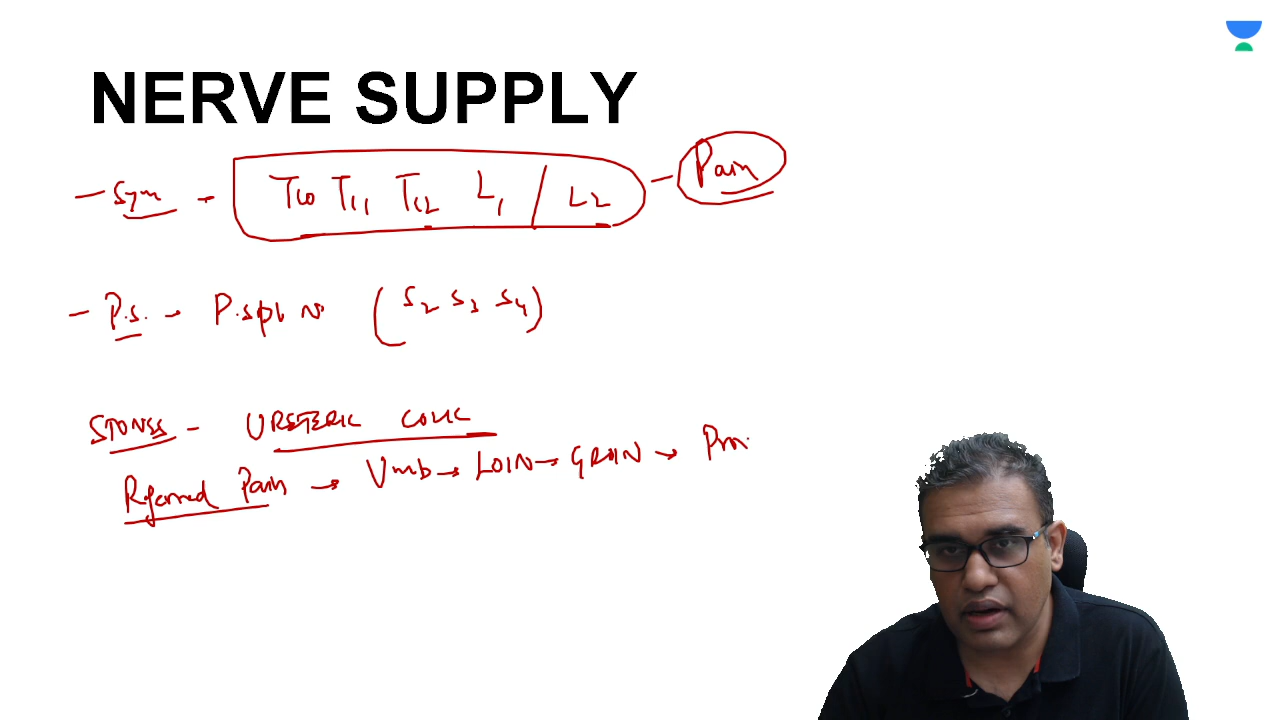 NERVE SUPPLY
- Sym - T10 T11 T12 L1 / L2 - Pain
- P.S. - P.spl N (S2 S3 S4)
STONES - URETERIC COLIC
Referred Pain → Umb → LOIN → GROIN → Prox